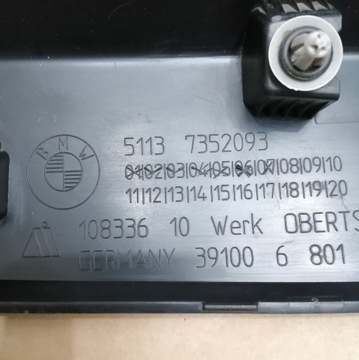 BMW
5113 7352093
01|02|03|04|05|06|07|08|09|10
11|12|13|14|15|16|17|18|19|20
108336 10 Werk OBERTS
GERMANY 39100 6 801